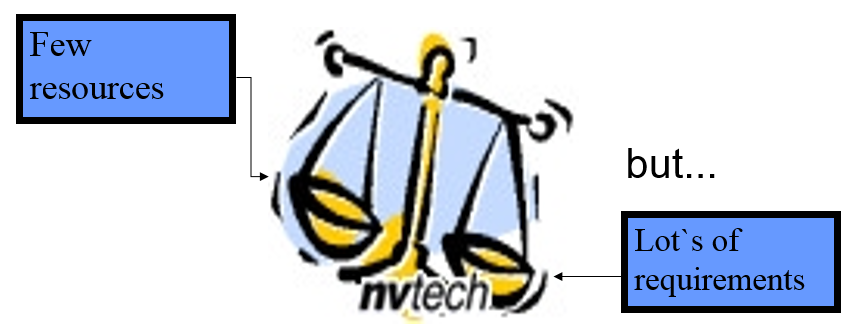 Few
resources
but...
Lot`s of
requirements
nvtech